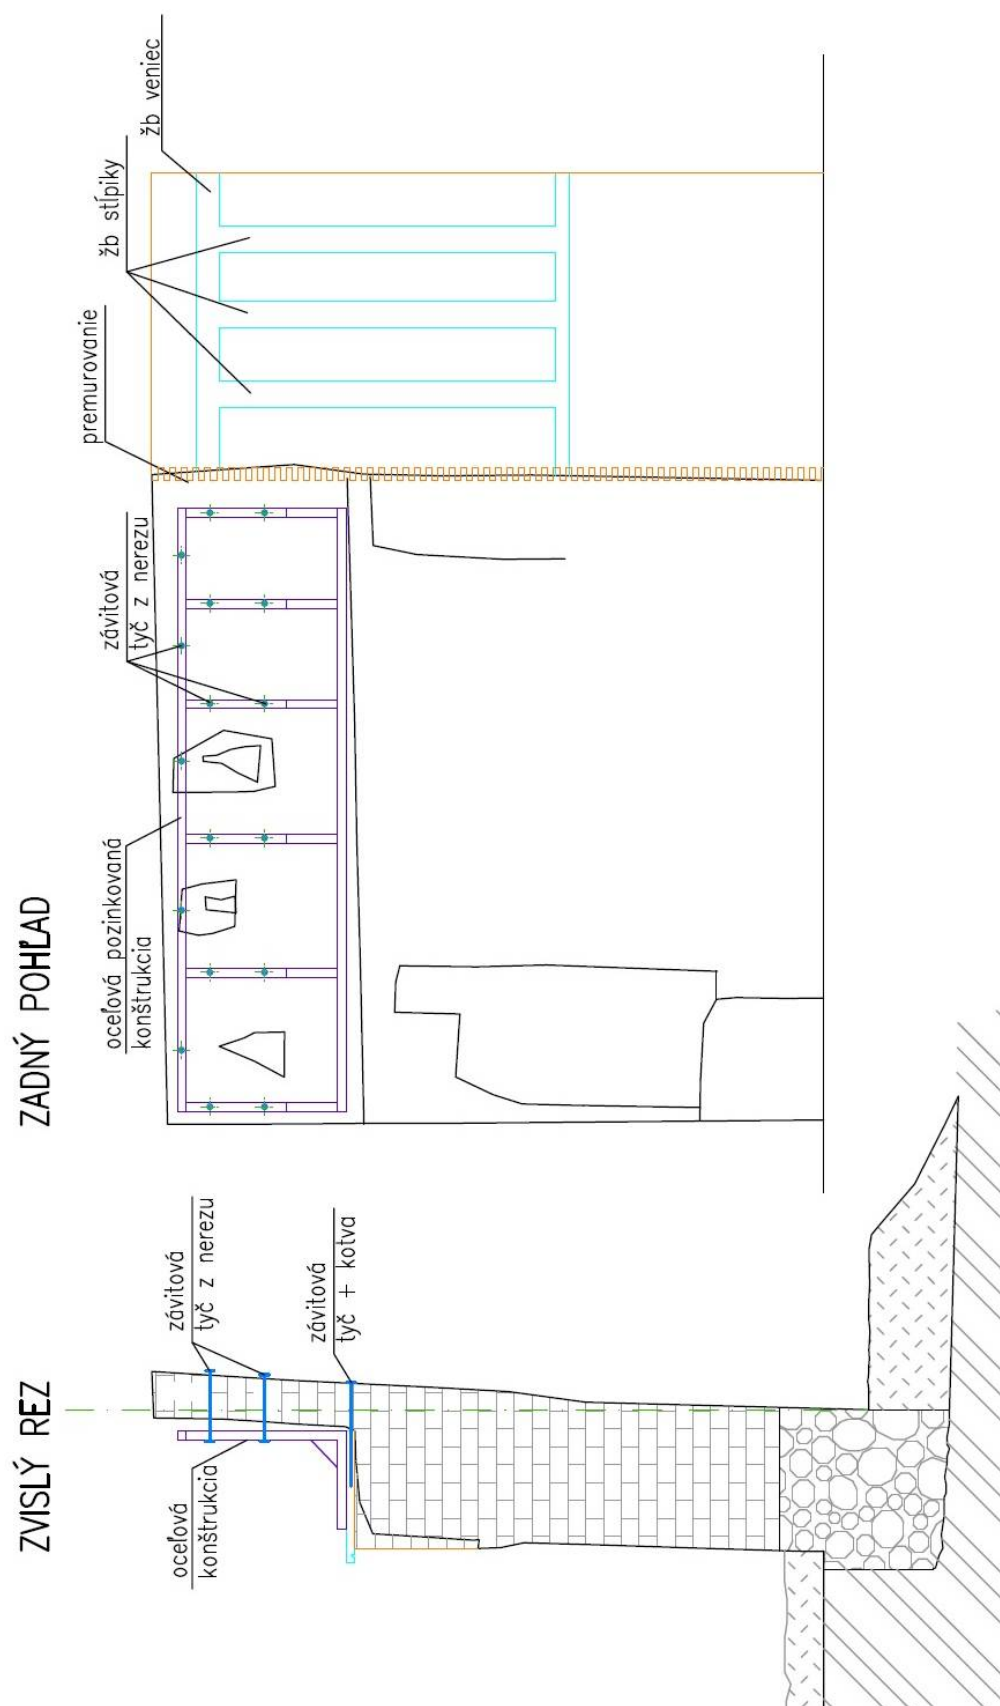 ZVISLÝ REZ
oceľová
konštrukcia
závitová
tyč z nerezu
závitová
tyč + kotva
ZADNÝ POHĽAD
oceľová pozinkovaná
konštrukcia
závitová
tyč z nerezu
premurovanie
žb stĺpiky
žb veniec